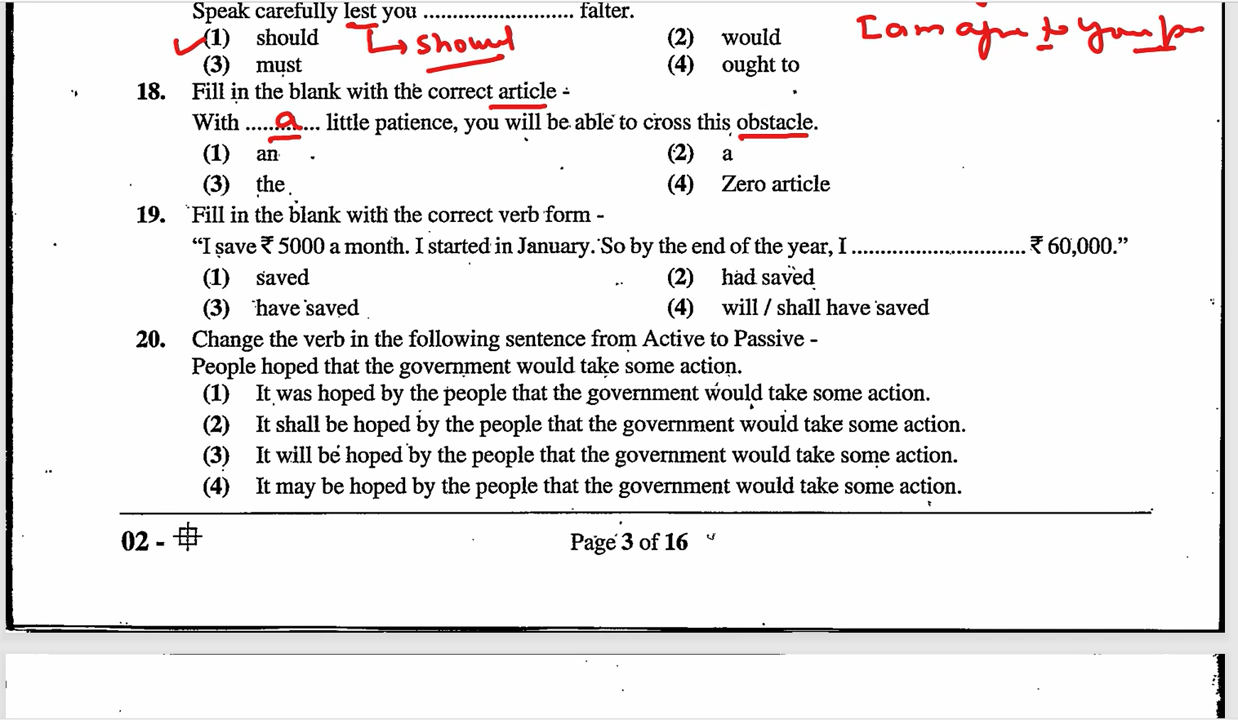 Speak carefully lest you .......................... falter.
(1) should (2) would
↳ should
I am a to your
(3) must (4) ought to
18. Fill in the blank with the correct article -
With .....a.... little patience, you will be able to cross this obstacle.
(1) an (2) a
(3) the (4) Zero article
19. Fill in the blank with the correct verb form -
“I save ₹ 5000 a month. I started in January. So by the end of the year, I ............................... ₹ 60,000.”
(1) saved (2) had saved
(3) have saved (4) will / shall have saved
20. Change the verb in the following sentence from Active to Passive -
People hoped that the government would take some action.
(1) It was hoped by the people that the government would take some action.
(2) It shall be hoped by the people that the government would take some action.
(3) It will be hoped by the people that the government would take some action.
(4) It may be hoped by the people that the government would take some action.
02 - Page 3 of 16